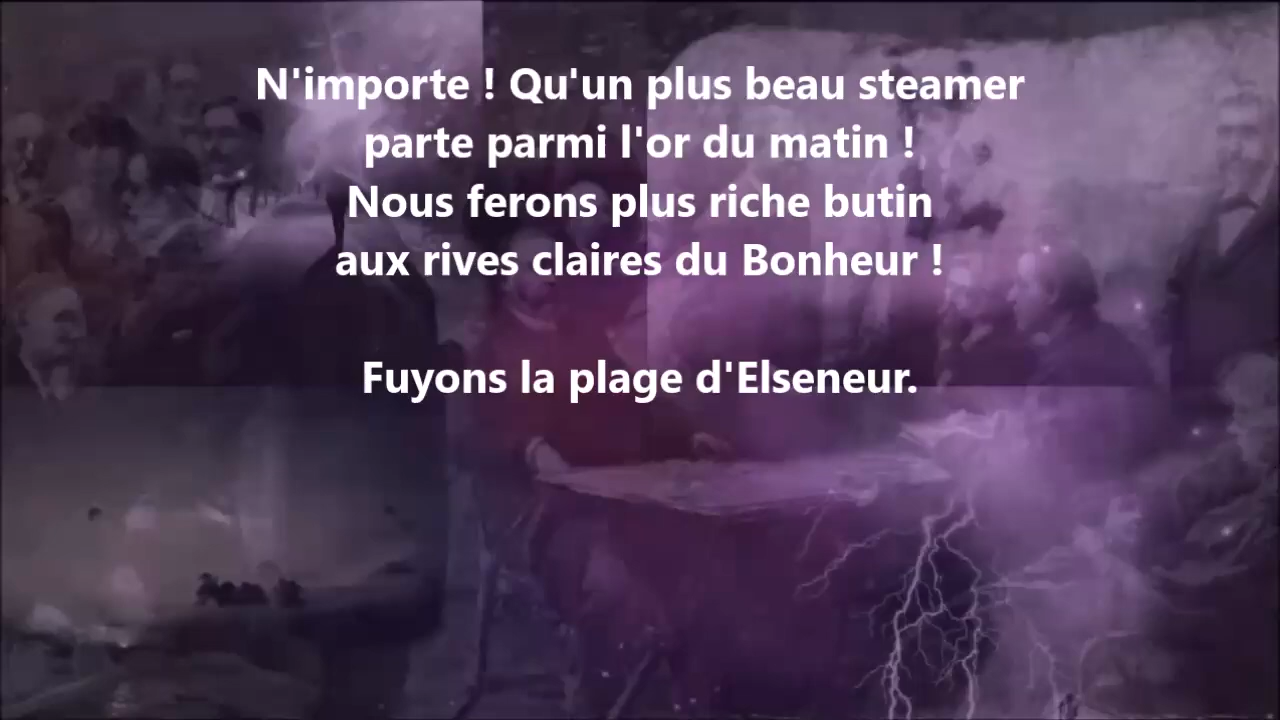 N'importe ! Qu'un plus beau steamer
parte parmi l'or du matin !
Nous ferons plus riche butin
aux rives claires du Bonheur !
Fuyons la plage d'Elseneur.